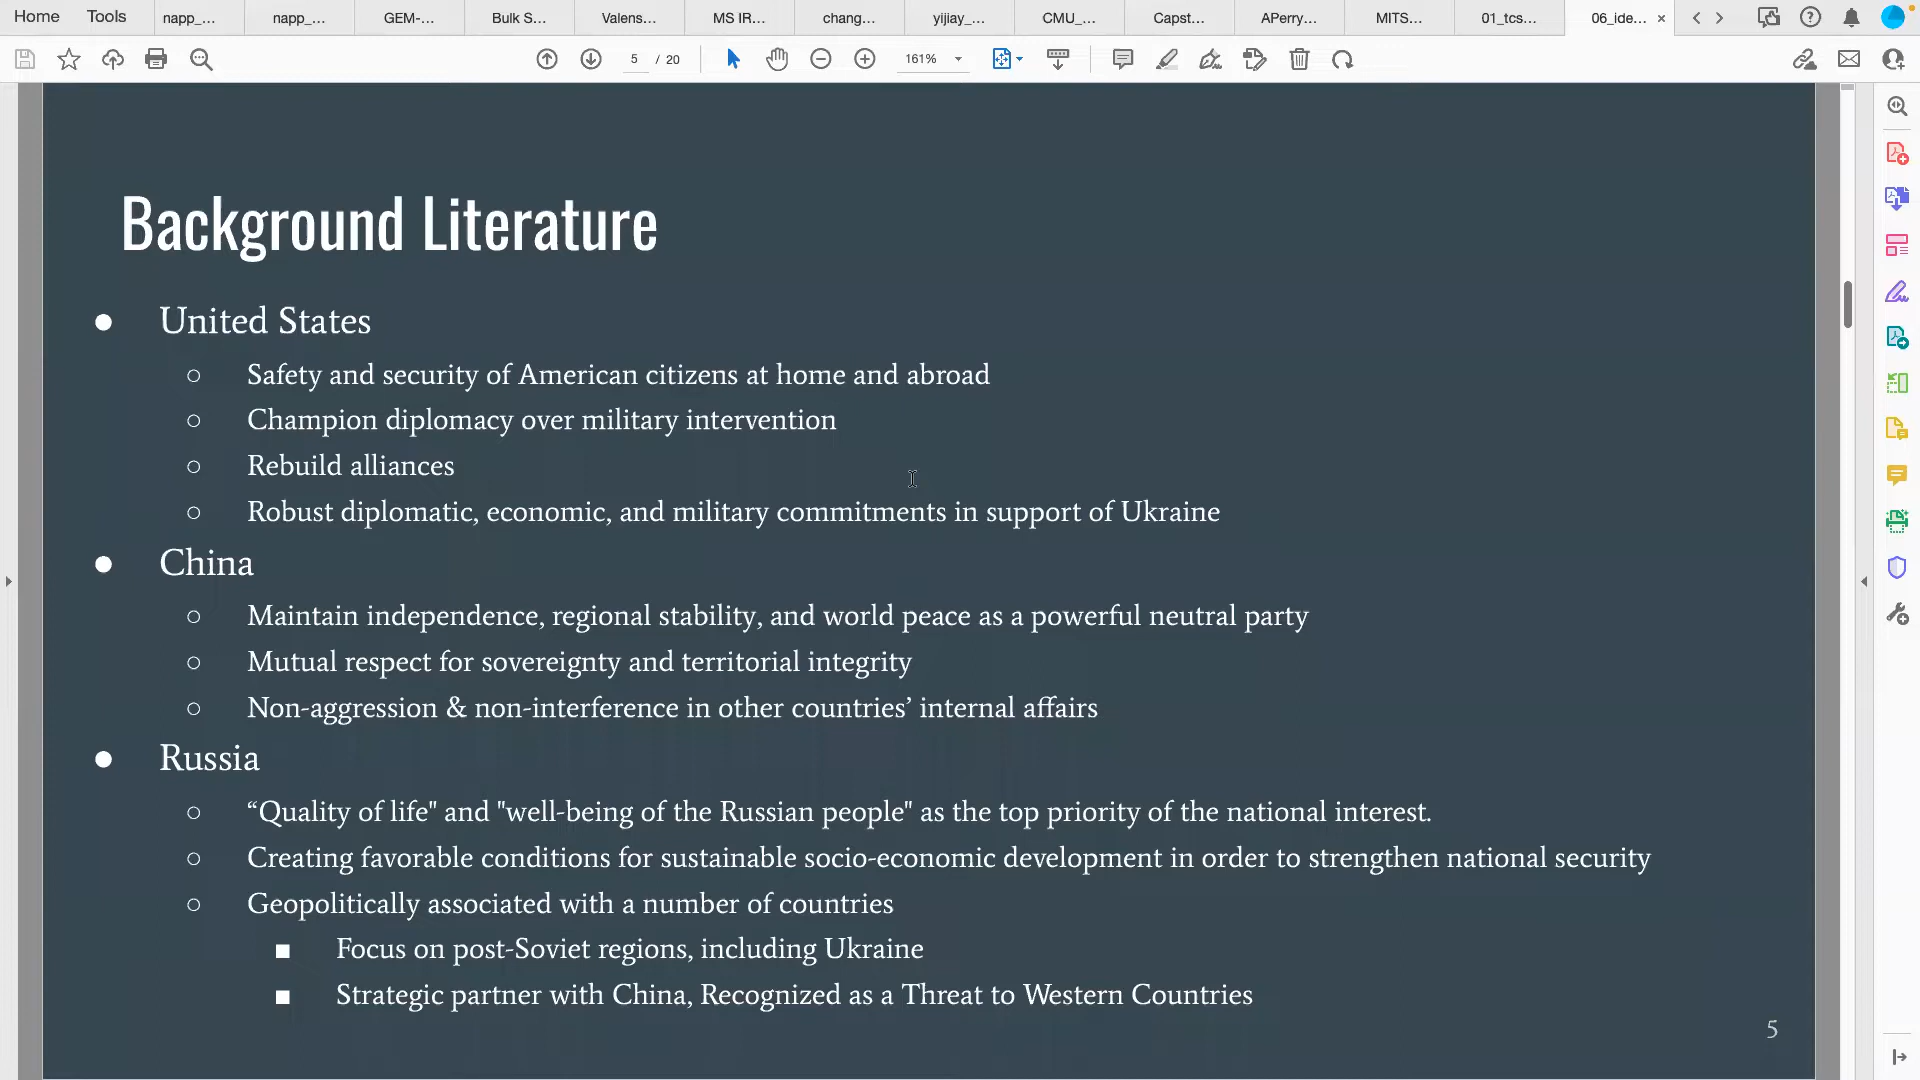 Home Tools napp_... napp_... GEM-... Bulk S... Valens... MS IR... chang... yijiay_... CMU_... Capst... APerry... MITS... 01_tcs... 06_ide... ×
5 / 20 161%
Background Literature
● United States
○ Safety and security of American citizens at home and abroad
○ Champion diplomacy over military intervention
○ Rebuild alliances
○ Robust diplomatic, economic, and military commitments in support of Ukraine
● China
○ Maintain independence, regional stability, and world peace as a powerful neutral party
○ Mutual respect for sovereignty and territorial integrity
○ Non-aggression & non-interference in other countries’ internal affairs
● Russia
○ “Quality of life" and "well-being of the Russian people" as the top priority of the national interest.
○ Creating favorable conditions for sustainable socio-economic development in order to strengthen national security
○ Geopolitically associated with a number of countries
■ Focus on post-Soviet regions, including Ukraine
■ Strategic partner with China, Recognized as a Threat to Western Countries
5